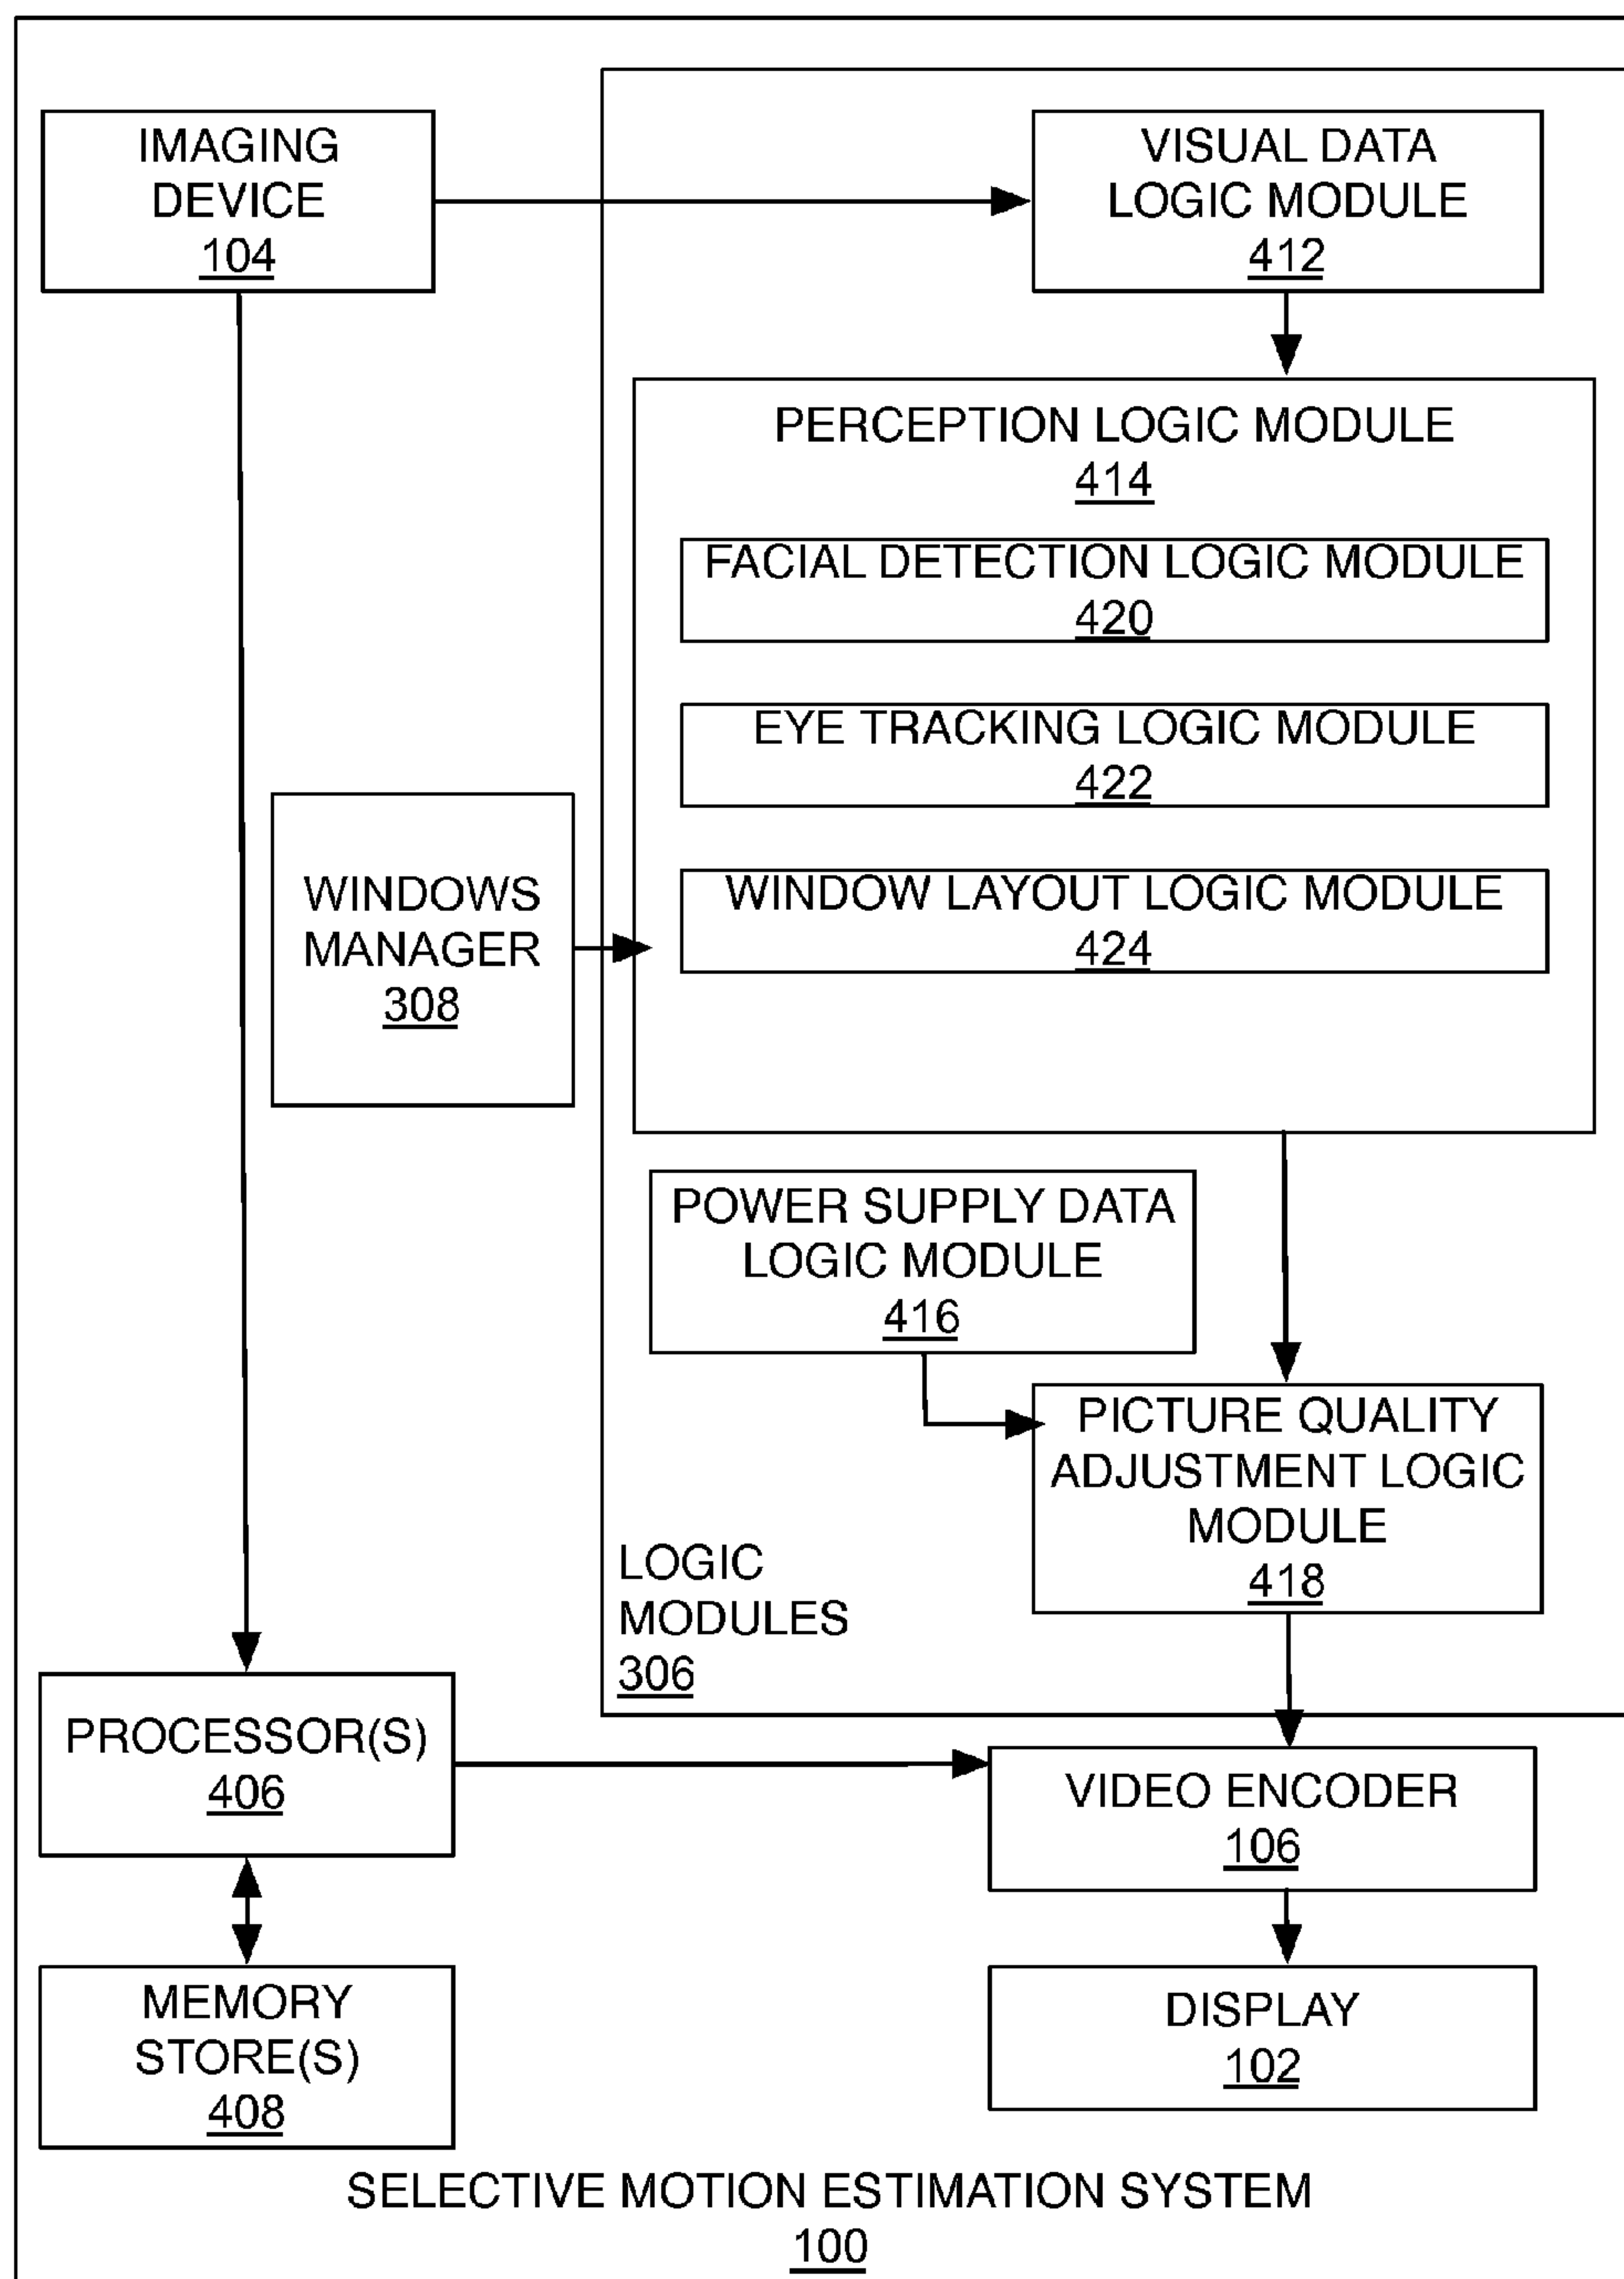 IMAGING
DEVICE
104
VISUAL DATA
LOGIC MODULE
412
PERCEPTION LOGIC MODULE
414
FACIAL DETECTION LOGIC MODULE
420
EYE TRACKING LOGIC MODULE
422
WINDOW LAYOUT LOGIC MODULE
424
WINDOWS
MANAGER
308
POWER SUPPLY DATA
LOGIC MODULE
416
PICTURE QUALITY
ADJUSTMENT LOGIC
MODULE
418
LOGIC
MODULES
306
PROCESSOR(S)
406
VIDEO ENCODER
106
MEMORY
STORE(S)
408
DISPLAY
102
SELECTIVE MOTION ESTIMATION SYSTEM
100